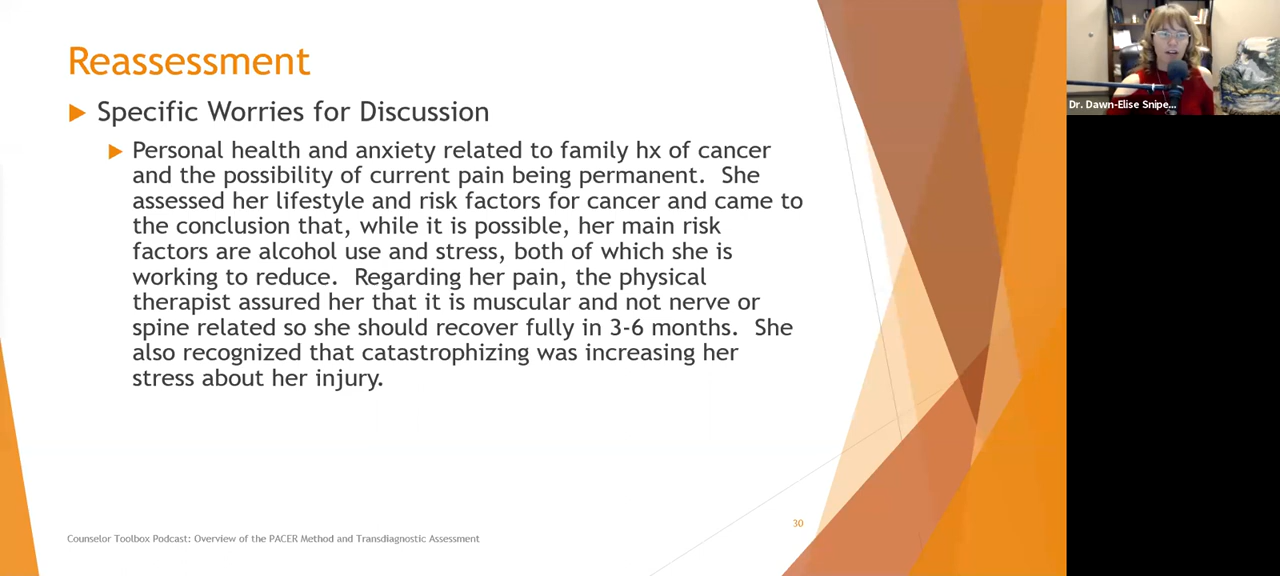 Reassessment
Specific Worries for Discussion
Personal health and anxiety related to family hx of cancer
and the possibility of current pain being permanent. She
assessed her lifestyle and risk factors for cancer and came to
the conclusion that, while it is possible, her main risk
factors are alcohol use and stress, both of which she is
working to reduce. Regarding her pain, the physical
therapist assured her that it is muscular and not nerve or
spine related so she should recover fully in 3-6 months. She
also recognized that catastrophizing was increasing her
stress about her injury.
30
Counselor Toolbox Podcast: Overview of the PACER Method and Transdiagnostic Assessment
Dr. Dawn-Elise Snipe...